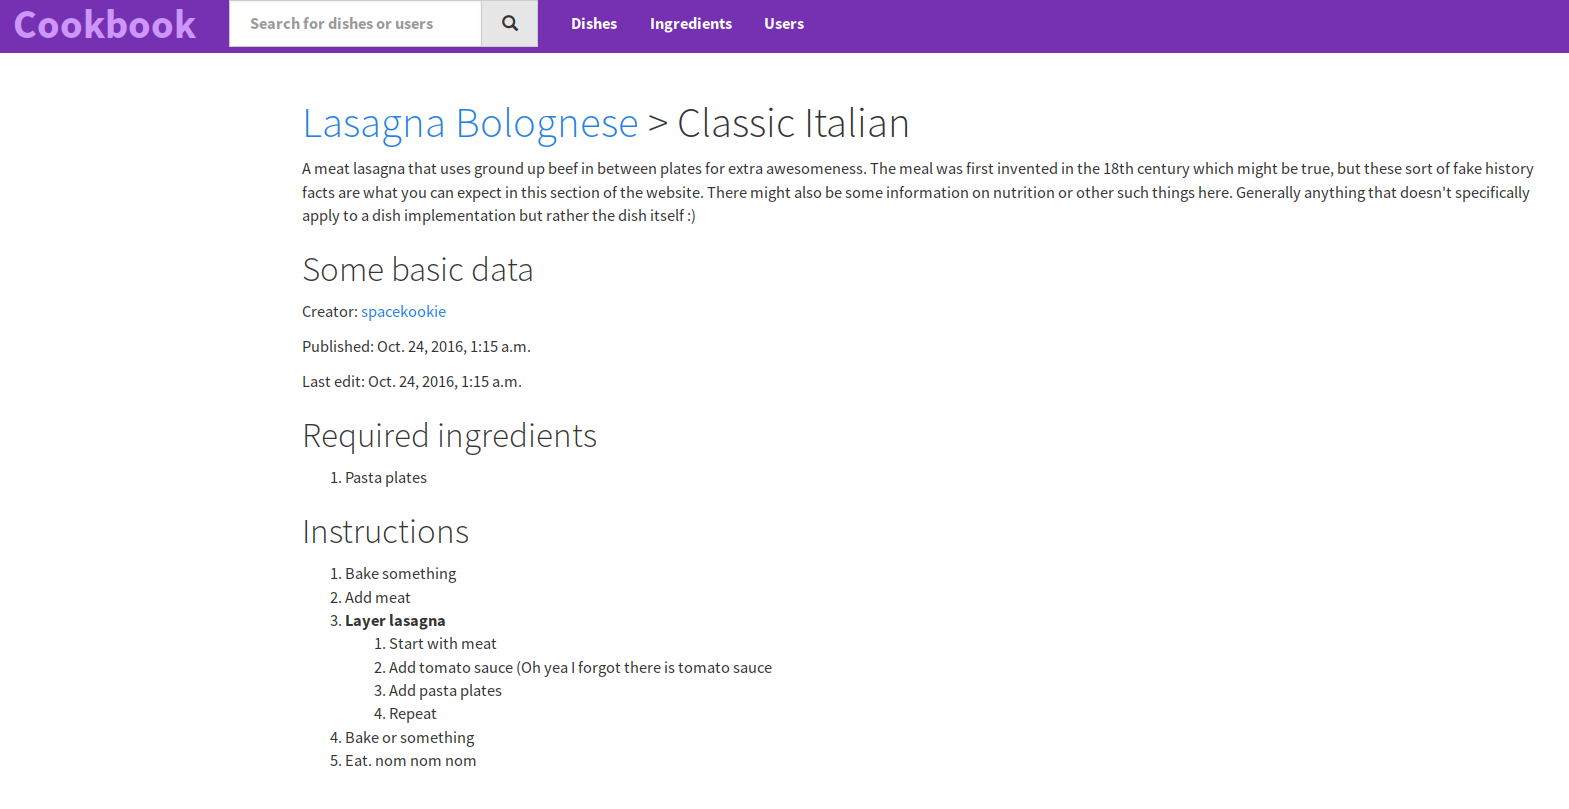 Cookbook
Search for dishes or users
Dishes
Ingredients
Users
Lasagna Bolognese > Classic Italian
A meat lasagna that uses ground up beef in between plates for extra awesomeness. The meal was first invented in the 18th century which might be true, but these sort of fake history
facts are what you can expect in this section of the website. There might also be some information on nutrition or other such things here. Generally anything that doesn't specifically
apply to a dish implementation but rather the dish itself :)
Some basic data
Creator: spacekookie
Published: Oct. 24, 2016, 1:15 a.m.
Last edit: Oct. 24, 2016, 1:15 a.m.
Required ingredients
1. Pasta plates
Instructions
1. Bake something
2. Add meat
3. Layer lasagna
1. Start with meat
2. Add tomato sauce (Oh yea I forgot there is tomato sauce
3. Add pasta plates
4. Repeat
4. Bake or something
5. Eat. nom nom nom